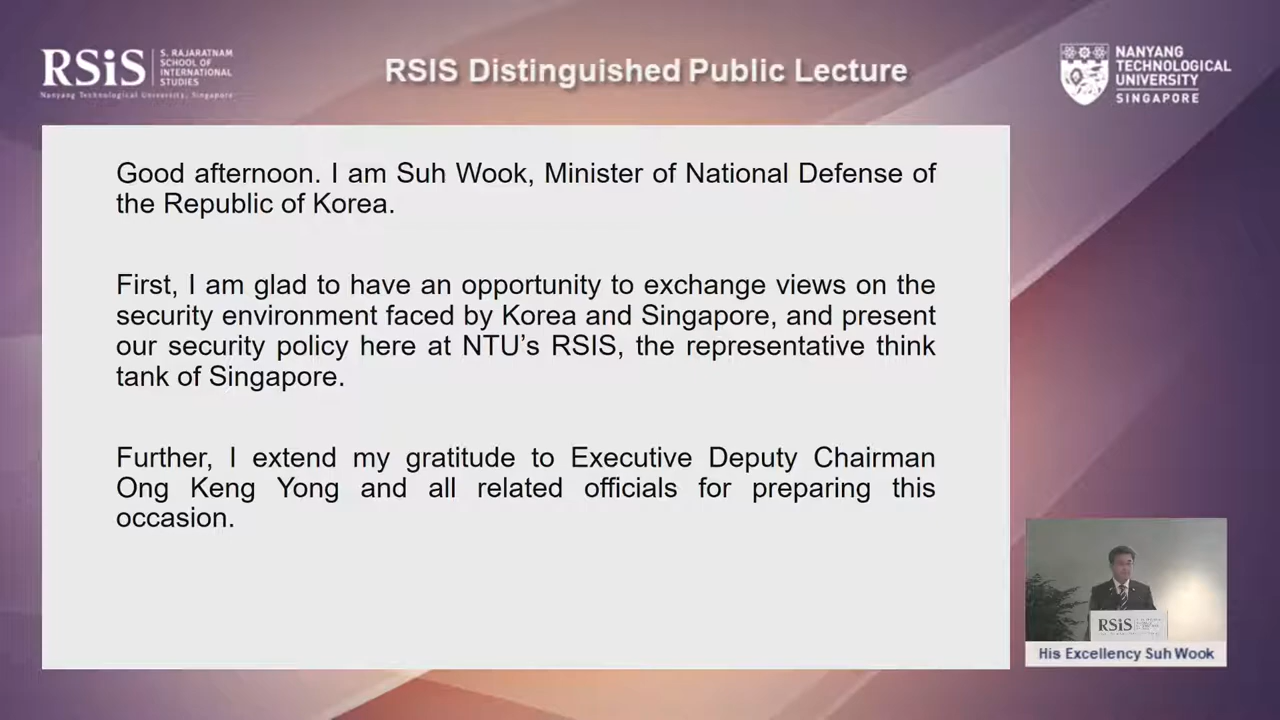 RSiS
S. RAJARATNAM
SCHOOL OF
INTERNATIONAL
STUDIES
Nanyang Technological University, Singapore
RSIS Distinguished Public Lecture
NANYANG
TECHNOLOGICAL
UNIVERSITY
SINGAPORE
Good afternoon. I am Suh Wook, Minister of National Defense of
the Republic of Korea.
First, I am glad to have an opportunity to exchange views on the
security environment faced by Korea and Singapore, and present
our security policy here at NTU’s RSIS, the representative think
tank of Singapore.
Further, I extend my gratitude to Executive Deputy Chairman
Ong Keng Yong and all related officials for preparing this
occasion.
RSiS
His Excellency Suh Wook